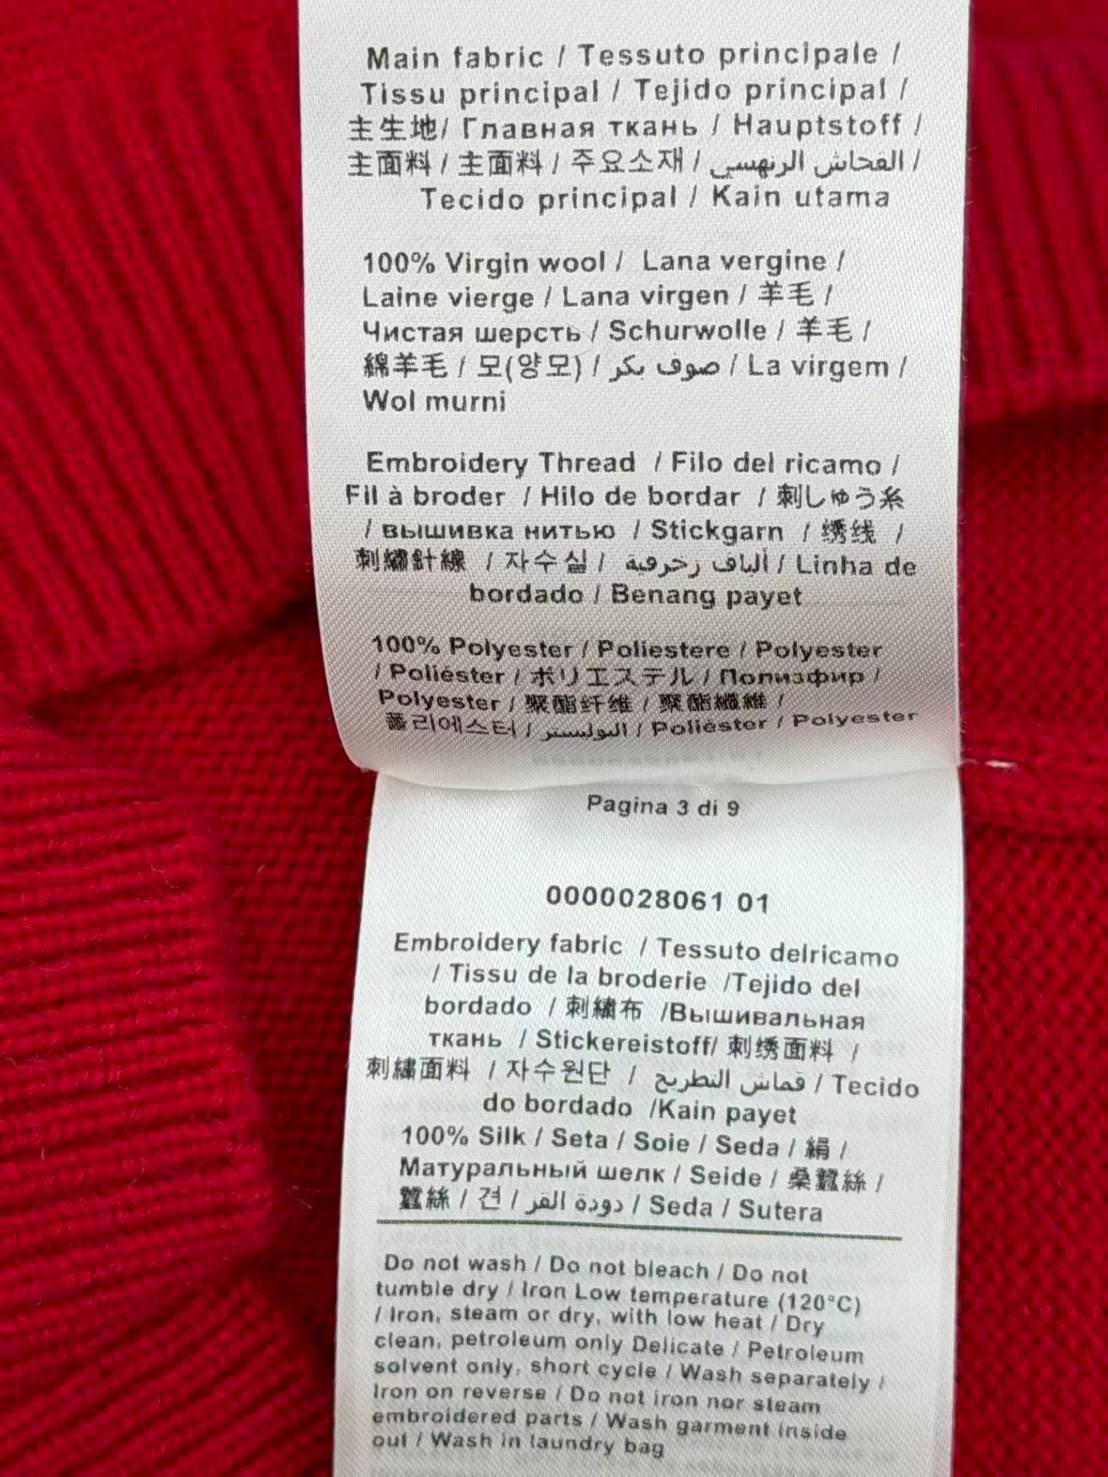 Main fabric / Tessuto principale /
Tissu principal / Tejido principal /
主生地/ Главная ткань / Hauptstoff /
主面料 / 主面料 / 주요소재 / القحاش الرنهسي /
Tecido principal / Kain utama
100% Virgin wool / Lana vergine /
Laine vierge / Lana virgen / 羊毛 /
Чистая шерсть / Schurwolle / 羊毛 /
綿羊毛 / 모(양모) / صوف بكر / La virgem /
Wol murni
Embroidery Thread / Filo del ricamo /
Fil à broder / Hilo de bordar / 刺しゅう糸
/ вышивка нитью / Stickgarn / 绣线 /
刺繡針線 / 자수실 / ألياف زخرفية / Linha de
bordado / Benang payet
100% Polyester / Poliestere / Polyester
/ Poliéster / ポリエステル / Полиэфир /
Polyester / 聚酯纤维 / 聚酯纖維 /
폴리에스터 / البوليستر / Poliéster / Polyester
Pagina 3 di 9
0000028061 01
Embroidery fabric / Tessuto delricamo
/ Tissu de la broderie /Tejido del
bordado / 刺繍布 /Вышивальная
ткань / Stickereistoff/ 刺绣面料 /
刺繡面料 / 자수원단 / قماش التطريح / Tecido
do bordado /Kain payet
100% Silk / Seta / Soie / Seda / 絹 /
Матуральный шелк / Seide / 桑蠶絲 /
蠶絲 / 견 / دودة القز / Seda / Sutera
Do not wash / Do not bleach / Do not
tumble dry / Iron Low temperature (120°C)
/ Iron, steam or dry, with low heat / Dry
clean, petroleum only Delicate / Petroleum
solvent only, short cycle / Wash separately /
Iron on reverse / Do not iron nor steam
embroidered parts / Wash garment inside
out / Wash in laundry bag